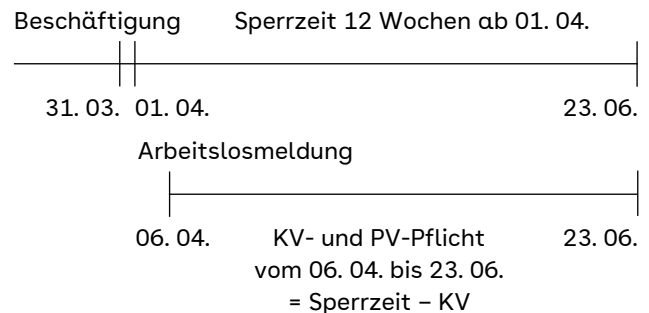 Beschäftigung Sperrzeit 12 Wochen ab 01. 04.
31. 03. 01. 04. 23. 06.
Arbeitslosmeldung
06. 04. KV- und PV-Pflicht 23. 06.
vom 06. 04. bis 23. 06.
= Sperrzeit – KV